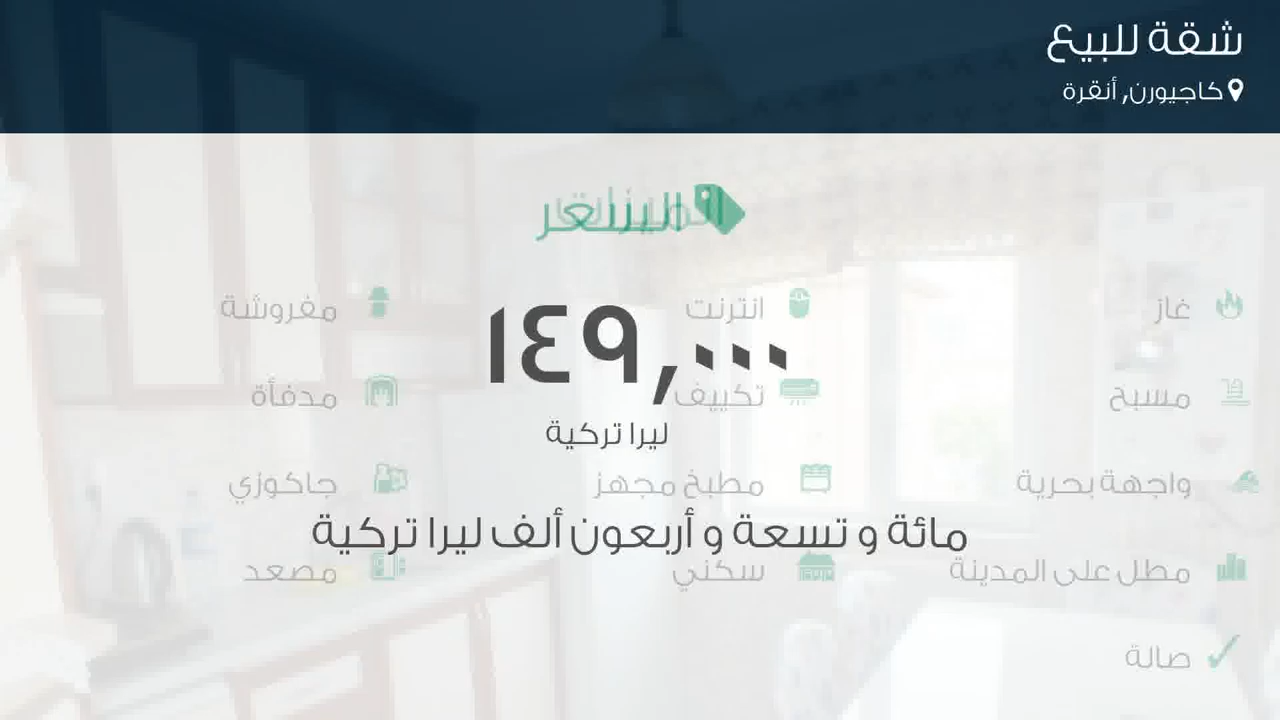 شقة للبيع
كاجيورن, أنقرة
السعر
غاز
انترنت
مفروشة
١٤٩,٠٠٠
مسبح
تكييف
مدفأة
ليرا تركية
واجهة بحرية
مطبخ مجهز
جاكوزي
مائة و تسعة و أربعون ألف ليرا تركية
مطل على المدينة
سكني
مصعد
صالة